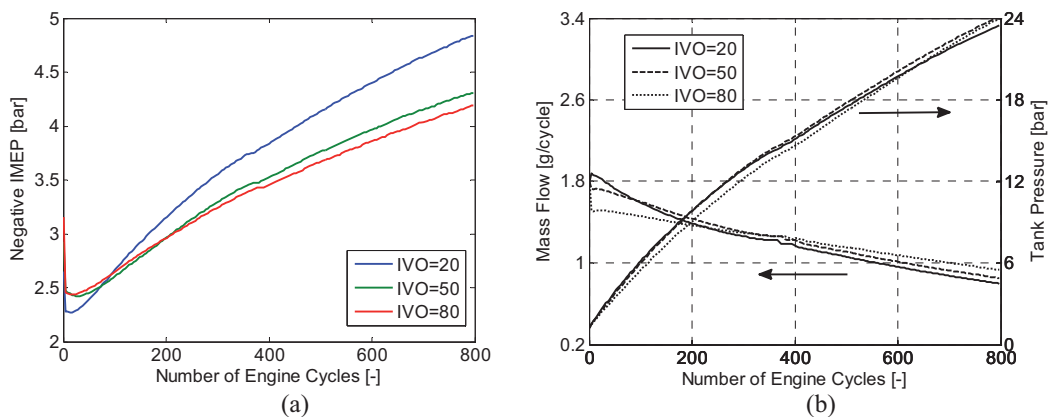 5
4.5
4
3.5
3
2.5
2
Negative IMEP [bar]
0
200
400
600
800
Number of Engine Cycles [-]
IVO=20
IVO=50
IVO=80
(a)
3.4
2.6
1.8
1
0.2
Mass Flow [g/cycle]
IVO=20
IVO=50
IVO=80
24
18
12
6
0
Tank Pressure [bar]
0
200
400
600
800
Number of Engine Cycles [-]
(b)